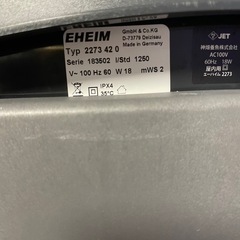 EHEIM
GmbH & Co.KG
D-73779 Deizisau
Made in Germany
Typ 2273 42 0
Serie 183502 l/Std 1250
V~ 100 Hz 60 W 18 mWS 2
IPX4
35°C
JET
神畑養魚株式会社
AC100V
60Hz 18W
屋内用
エーハイム 2273